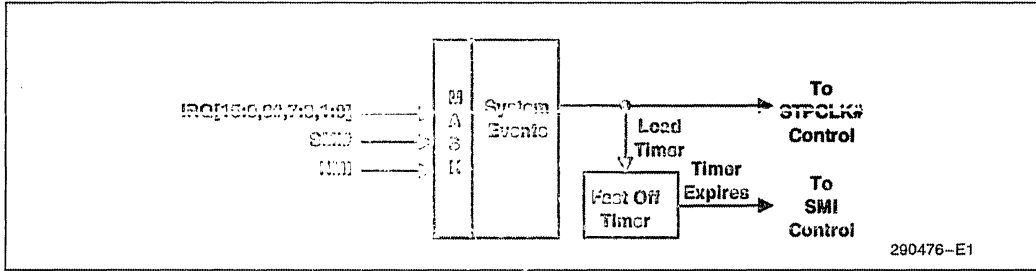 IRQ[15:9,8#,7:3,1:0]
SMI
NMI
M
A
S
K
System
Events
Load
Timer
Fast Off
Timer
Timer
Expires
To
STPCLK#
Control
To
SMI
Control
290476–E1